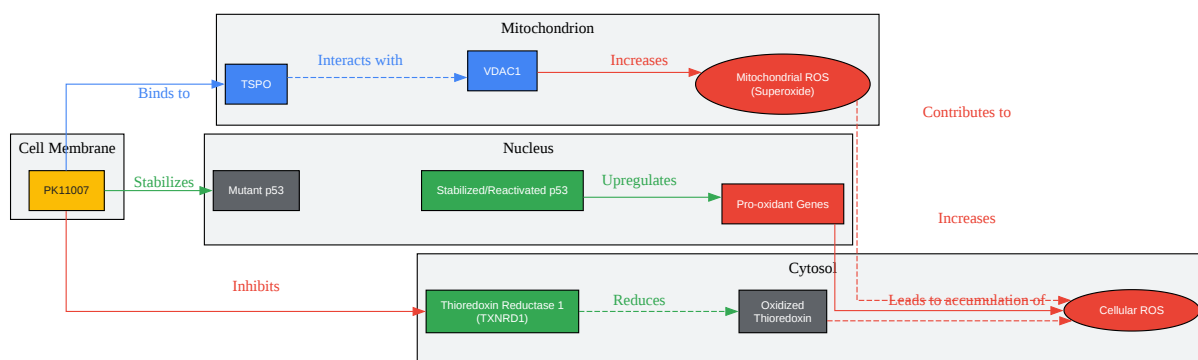 Mitochondrion
Interacts with
Increases
VDAC1
TSPO
Mitochondrial ROS
(Superoxide)
Binds to
Contributes to
Cell Membrane
Nucleus
PK11007
Stabilizes
Mutant p53
Stabilized/Reactivated p53
Upregulates
Pro-oxidant Genes
Increases
Cytosol
Inhibits
Thioredoxin Reductase 1
(TXNRD1)
Reduces
Oxidized
Thioredoxin
Leads to accumulation of
Cellular ROS